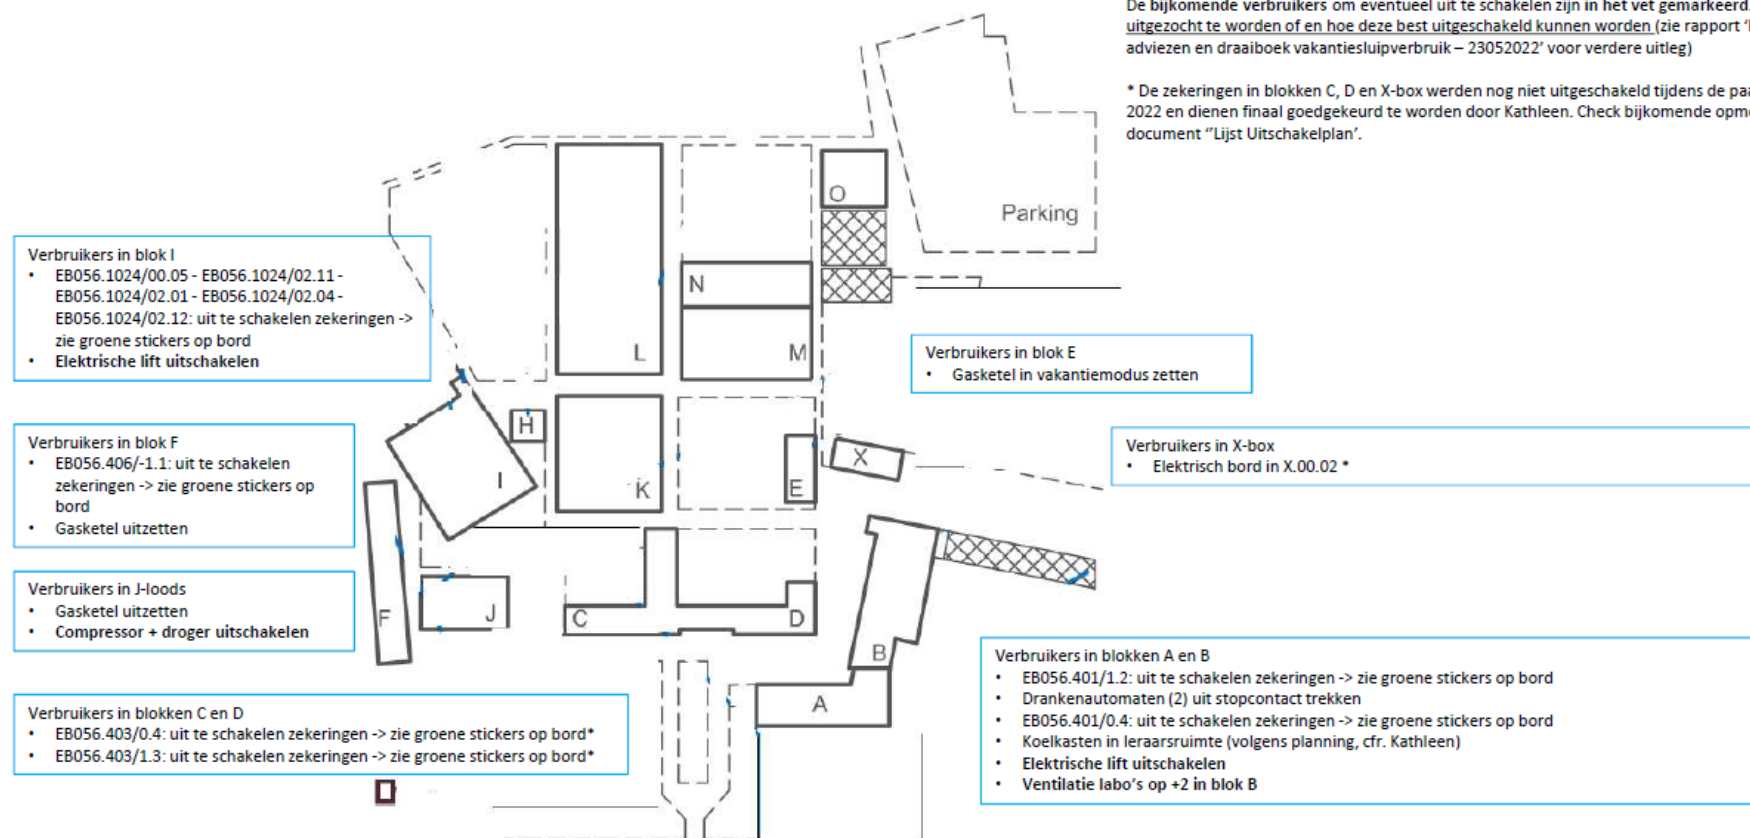 De bijkomende verbruikers om eventueel uit te schakelen zijn in het vet gemarkeerd.
uitgezocht te worden of en hoe deze best uitgeschakeld kunnen worden (zie rapport ‘
adviezen en draaiboek vakantiesluipverbruik – 23052022’ voor verdere uitleg)
* De zekeringen in blokken C, D en X-box werden nog niet uitgeschakeld tijdens de
2022 en dienen finaal goedgekeurd te worden door Kathleen. Check bijkomende
document ‘’Lijst Uitschakelplan’.
O
Parking
N
L
M
Verbruikers in blok I
• EB056.1024/00.05 - EB056.1024/02.11 -
EB056.1024/02.01 - EB056.1024/02.04 -
EB056.1024/02.12: uit te schakelen zekeringen ->
zie groene stickers op bord
• Elektrische lift uitschakelen
Verbruikers in blok E
• Gasketel in vakantiemodus zetten
H
I
K
E
X
Verbruikers in blok F
• EB056.406/-1.1: uit te schakelen
zekeringen -> zie groene stickers op
bord
• Gasketel uitzetten
Verbruikers in X-box
• Elektrisch bord in X.00.02 *
Verbruikers in J-loods
• Gasketel uitzetten
• Compressor + droger uitschakelen
F
J
C
D
B
A
Verbruikers in blokken C en D
• EB056.403/0.4: uit te schakelen zekeringen -> zie groene stickers op bord*
• EB056.403/1.3: uit te schakelen zekeringen -> zie groene stickers op bord*
Verbruikers in blokken A en B
• EB056.401/1.2: uit te schakelen zekeringen -> zie groene stickers op bord
• Drankenautomaten (2) uit stopcontact trekken
• EB056.401/0.4: uit te schakelen zekeringen -> zie groene stickers op bord
• Koelkasten in leraarsruimte (volgens planning, cfr. Kathleen)
• Elektrische lift uitschakelen
• Ventilatie labo’s op +2 in blok B